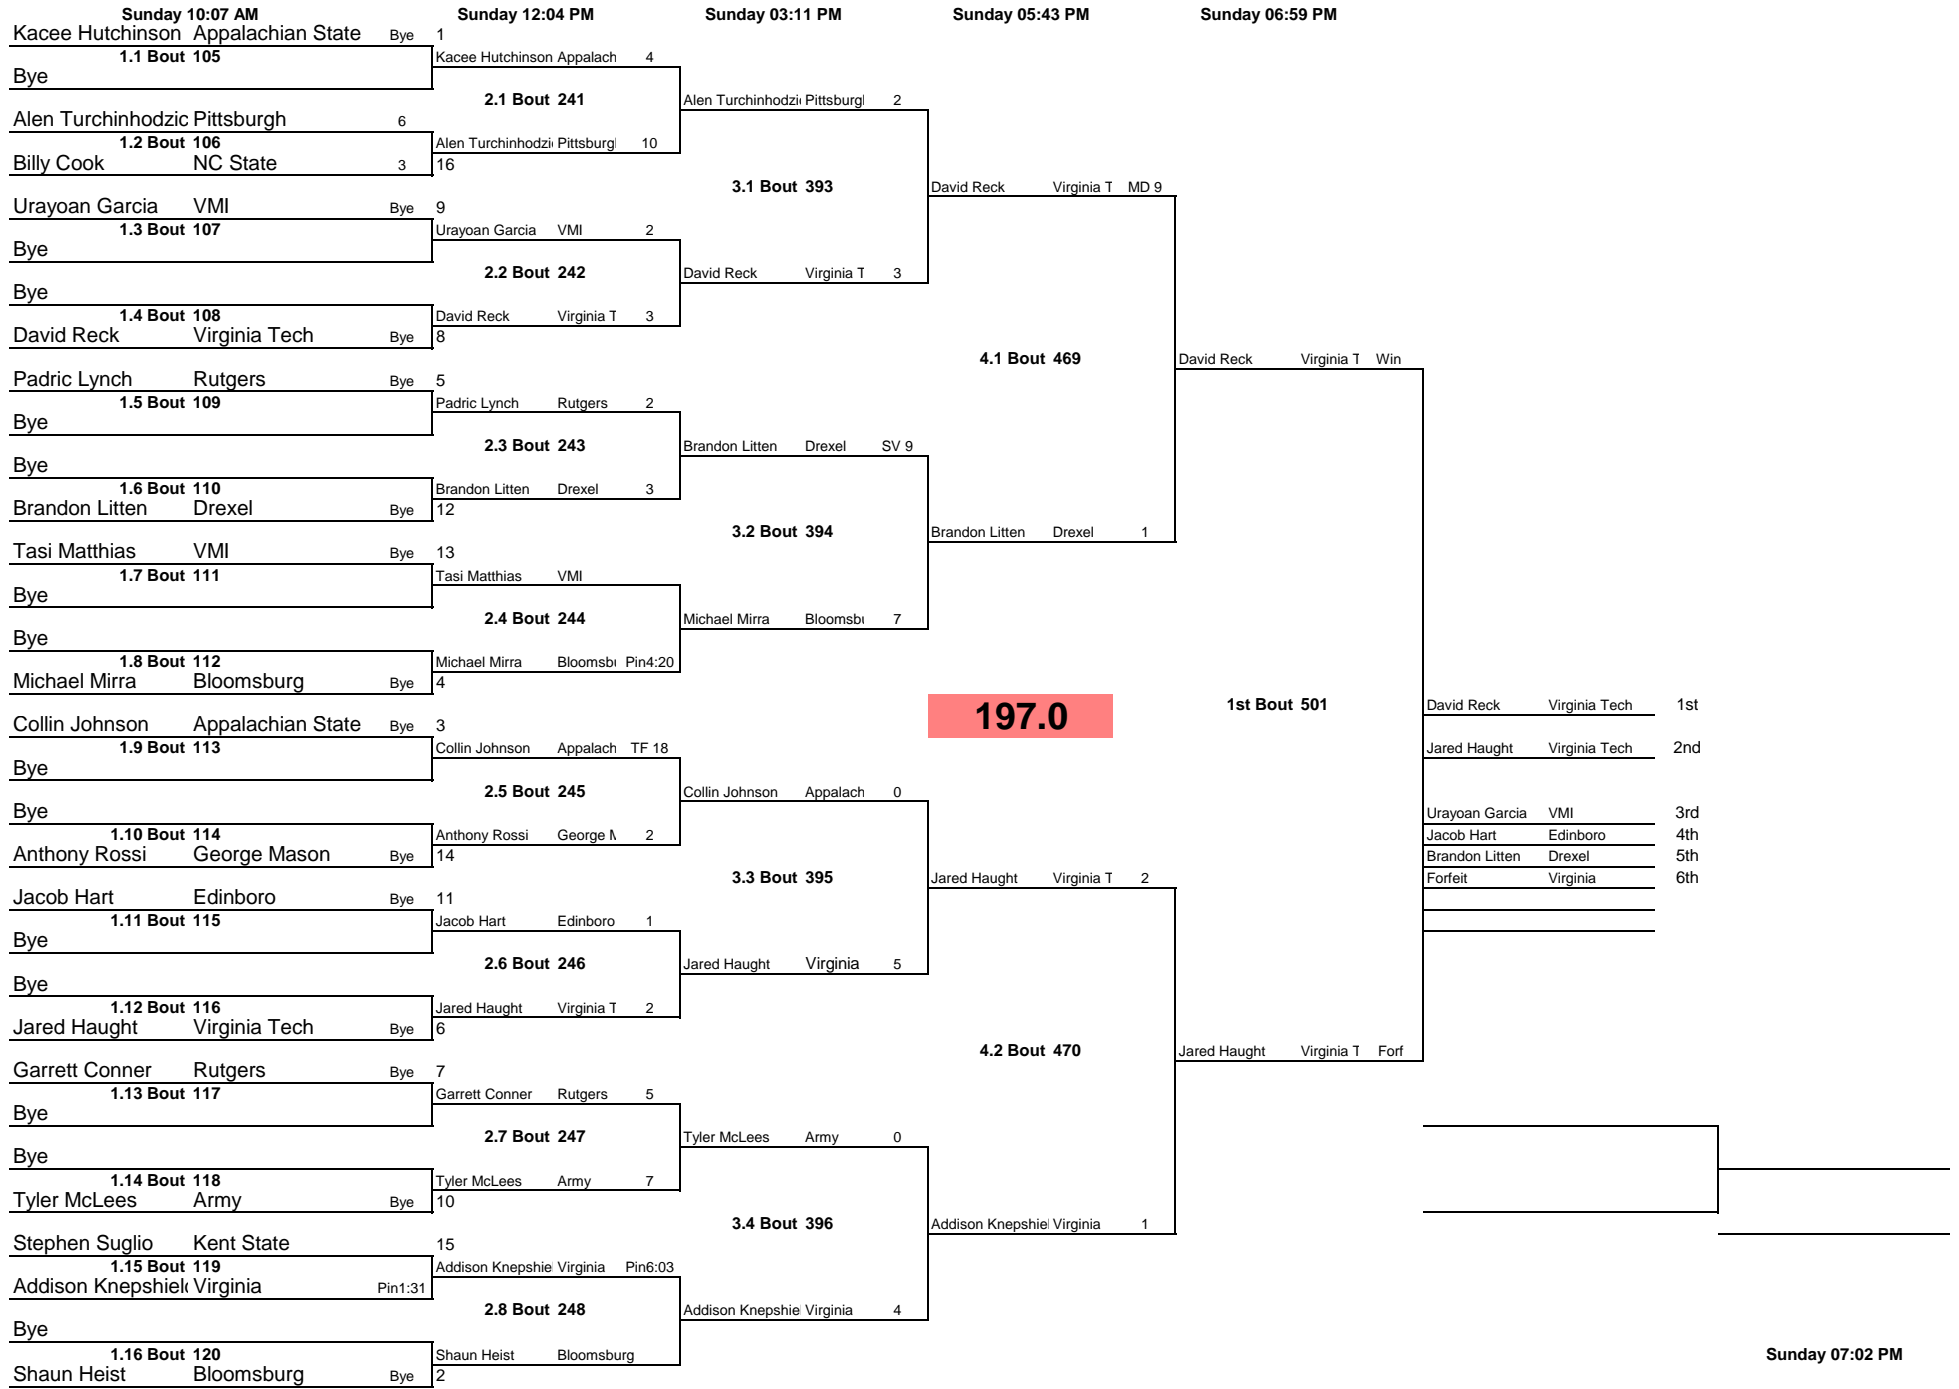 Sunday 10:07 AM Sunday 12:04 PM Sunday 03:11 PM Sunday 05:43 PM Sunday 06:59 PM
Kacee Hutchinson Appalachian State Bye 1
1.1 Bout 105
Kacee Hutchinson Appalach 4
Bye
2.1 Bout 241
Alen Turchinhodzi Pittsburg 2
Alen Turchinhodzic Pittsburgh 6
1.2 Bout 106
Alen Turchinhodzi Pittsburg 10
Billy Cook NC State 3 16
3.1 Bout 393
David Reck Virginia T MD 9
Urayoan Garcia VMI Bye 9
1.3 Bout 107
Urayoan Garcia VMI 2
Bye
2.2 Bout 242
David Reck Virginia T 3
Bye
1.4 Bout 108
David Reck Virginia T 3
David Reck Virginia Tech Bye 8
4.1 Bout 469
David Reck Virginia T Win
Padric Lynch Rutgers Bye 5
1.5 Bout 109
Padric Lynch Rutgers 2
Bye
2.3 Bout 243
Brandon Litten Drexel SV 9
Bye
1.6 Bout 110
Brandon Litten Drexel 3
Brandon Litten Drexel Bye 12
3.2 Bout 394
Brandon Litten Drexel 1
Tasi Matthias VMI Bye 13
1.7 Bout 111
Tasi Matthias VMI
Bye
2.4 Bout 244
Michael Mirra Bloomsbu 7
Bye
1.8 Bout 112
Michael Mirra Bloomsbu Pin4:20
Michael Mirra Bloomsburg Bye 4
197.0
1st Bout 501
David Reck Virginia Tech 1st
Collin Johnson Appalachian State Bye 3
1.9 Bout 113
Collin Johnson Appalach TF 18
Jared Haught Virginia Tech 2nd
Bye
2.5 Bout 245
Collin Johnson Appalach 0
Bye
Urayoan Garcia VMI 3rd
1.10 Bout 114
Anthony Rossi George M 2
Jacob Hart Edinboro 4th
Anthony Rossi George Mason Bye 14
Brandon Litten Drexel 5th
3.3 Bout 395
Jared Haught Virginia T 2
Forfeit Virginia 6th
Jacob Hart Edinboro Bye 11
1.11 Bout 115
Jacob Hart Edinboro 1
Bye
2.6 Bout 246
Jared Haught Virginia 5
Bye
1.12 Bout 116
Jared Haught Virginia T 2
Jared Haught Virginia Tech Bye 6
4.2 Bout 470
Jared Haught Virginia T Forf
Garrett Conner Rutgers Bye 7
1.13 Bout 117
Garrett Conner Rutgers 5
Bye
2.7 Bout 247
Tyler McLees Army 0
Bye
1.14 Bout 118
Tyler McLees Army 7
Tyler McLees Army Bye 10
3.4 Bout 396
Addison Knepshiel Virginia 1
Stephen Suglio Kent State 15
1.15 Bout 119
Addison Knepshiel Virginia Pin6:03
Addison Knepshield Virginia Pin1:31
2.8 Bout 248
Addison Knepshiel Virginia 4
Bye
1.16 Bout 120
Shaun Heist Bloomsburg
Sunday 07:02 PM
Shaun Heist Bloomsburg Bye 2